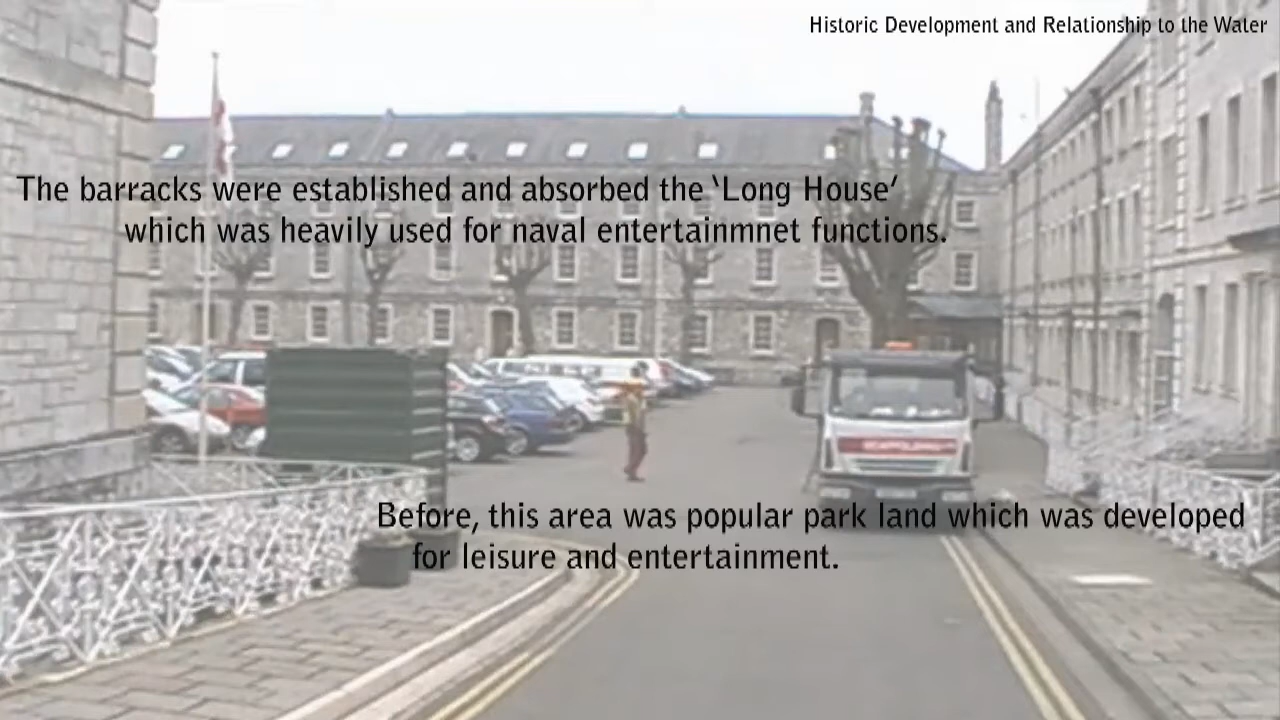 Historic Development and Relationship to the Water
The barracks were established and absorbed the ‘Long House’
which was heavily used for naval entertainmnet functions.
Before, this area was popular park land which was developed
for leisure and entertainment.